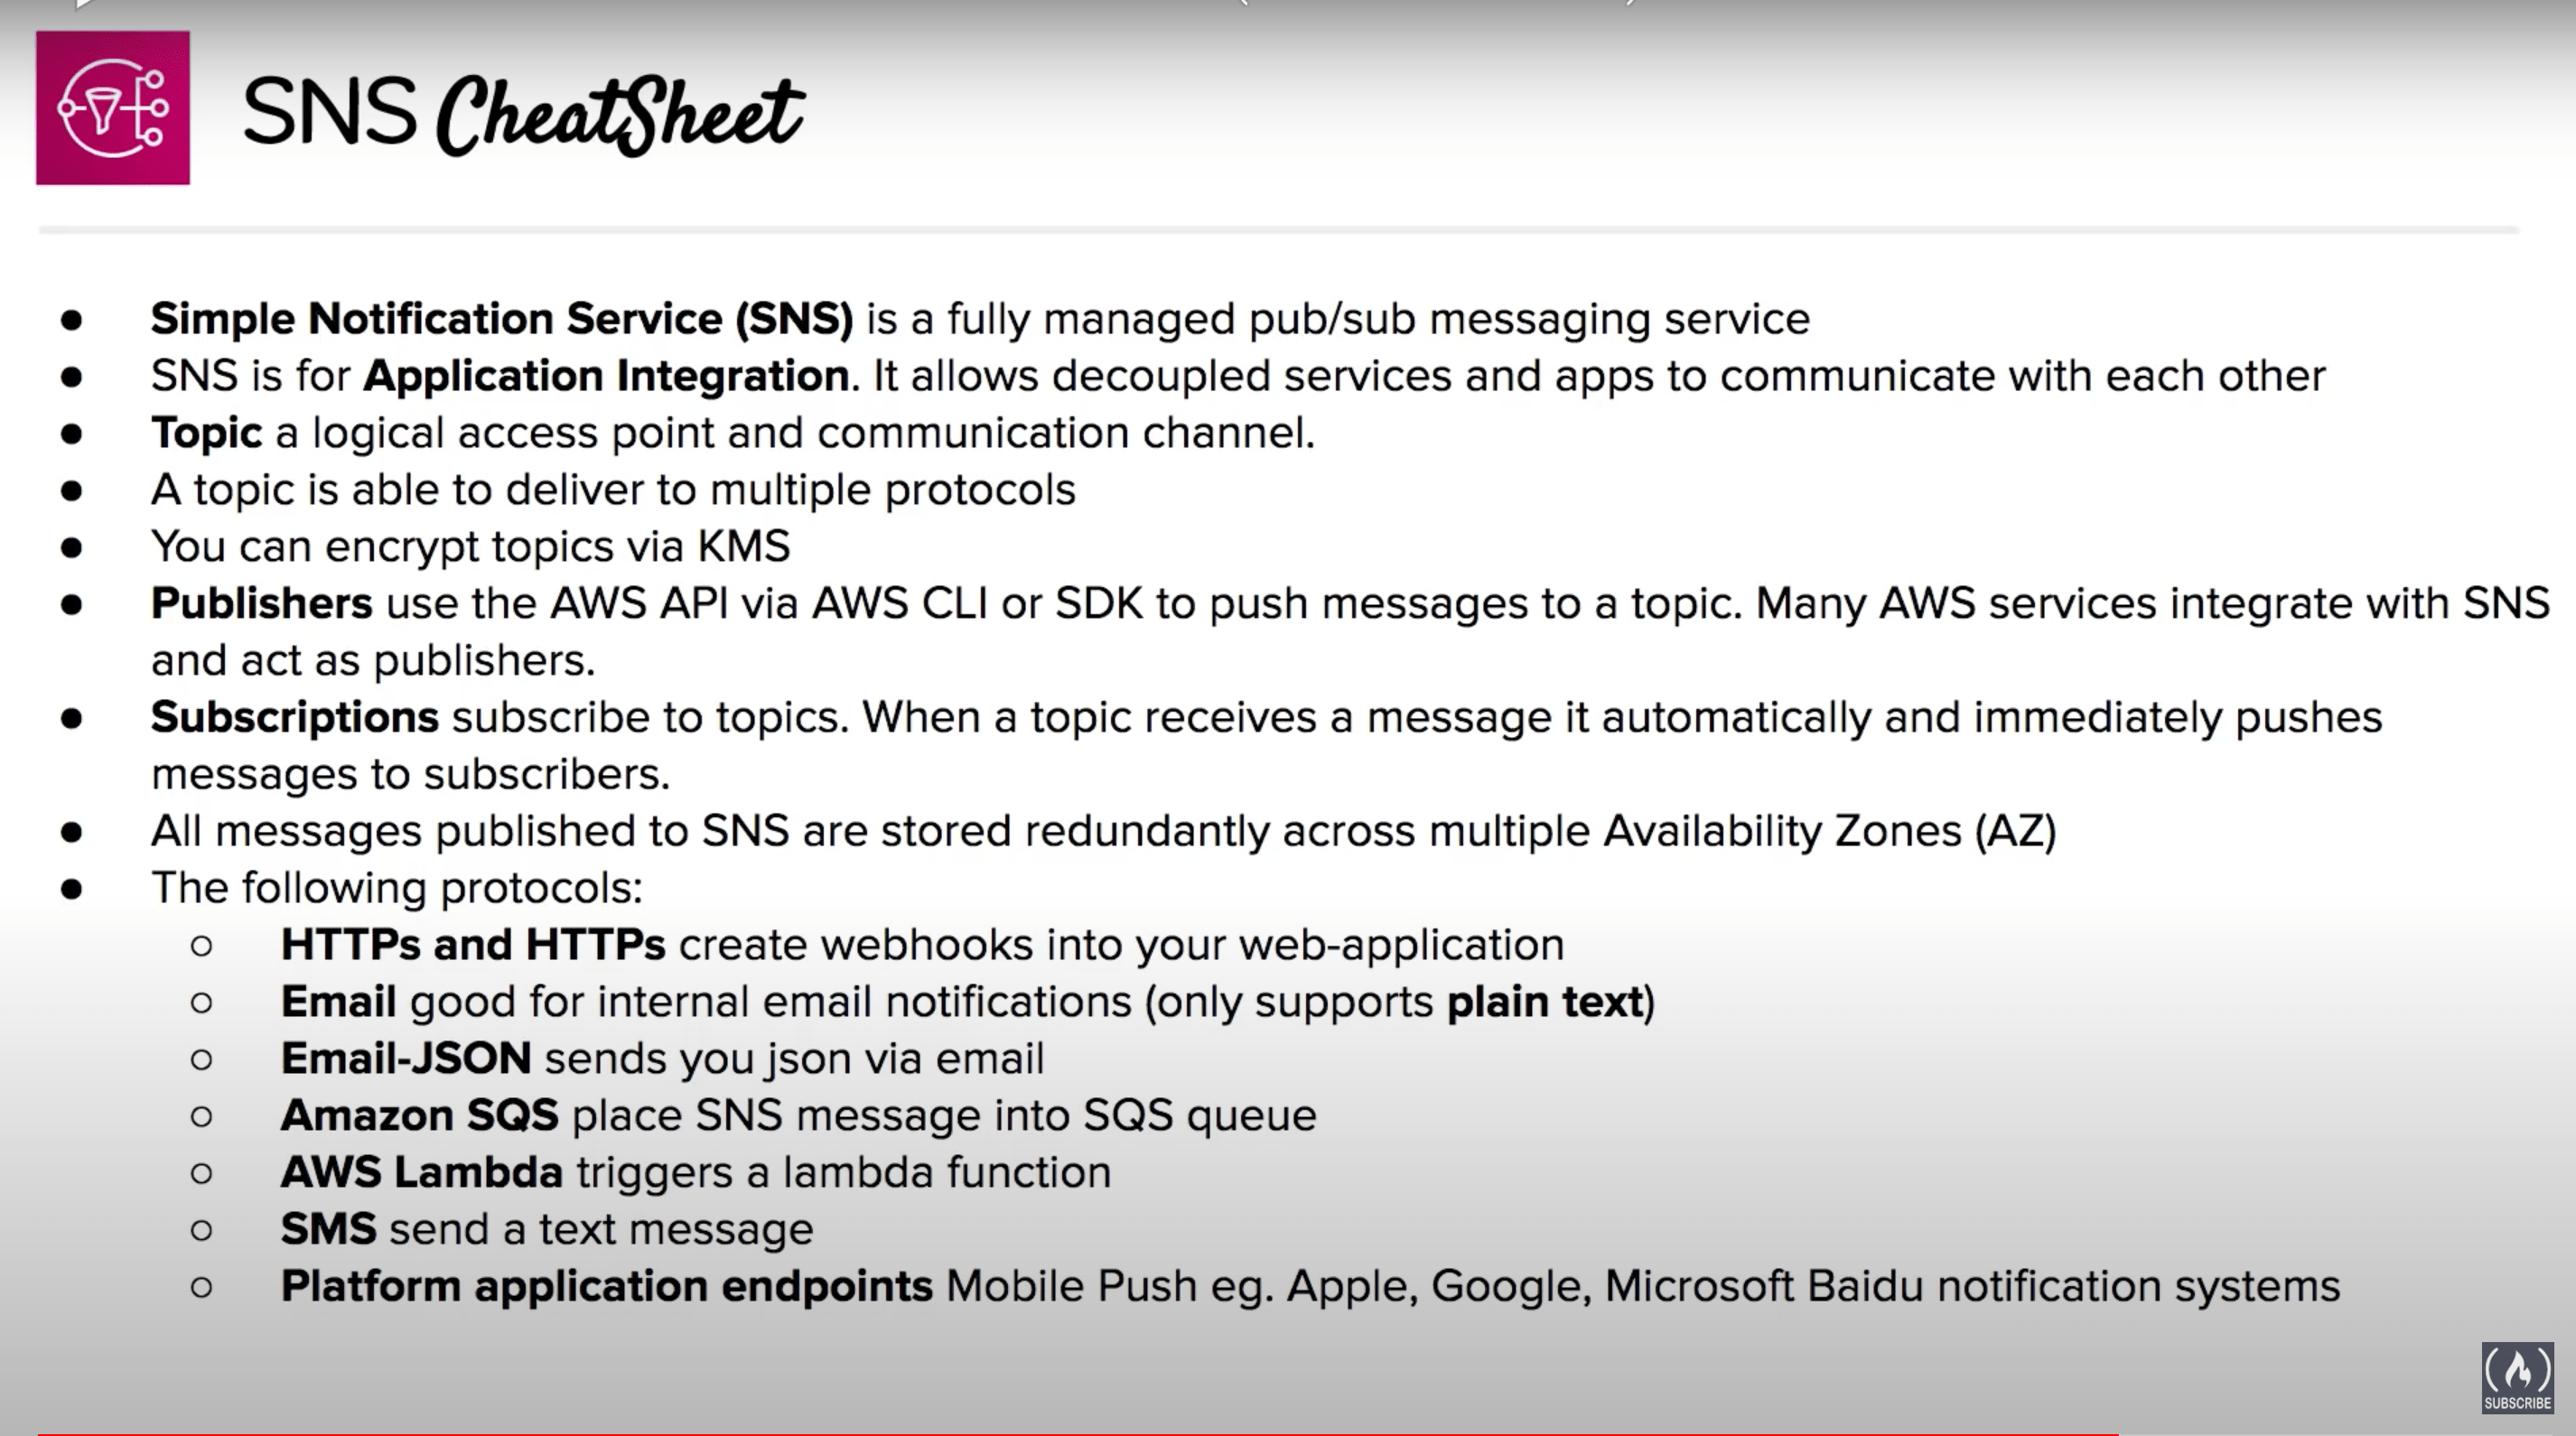 SNS CheatSheet
● Simple Notification Service (SNS) is a fully managed pub/sub messaging service
● SNS is for Application Integration. It allows decoupled services and apps to communicate with each other
● Topic a logical access point and communication channel.
● A topic is able to deliver to multiple protocols
● You can encrypt topics via KMS
● Publishers use the AWS API via AWS CLI or SDK to push messages to a topic. Many AWS services integrate with SNS
and act as publishers.
● Subscriptions subscribe to topics. When a topic receives a message it automatically and immediately pushes
messages to subscribers.
● All messages published to SNS are stored redundantly across multiple Availability Zones (AZ)
● The following protocols:
○ HTTPs and HTTPs create webhooks into your web-application
○ Email good for internal email notifications (only supports plain text)
○ Email-JSON sends you json via email
○ Amazon SQS place SNS message into SQS queue
○ AWS Lambda triggers a lambda function
○ SMS send a text message
○ Platform application endpoints Mobile Push eg. Apple, Google, Microsoft Baidu notification systems
SUBSCRIBE